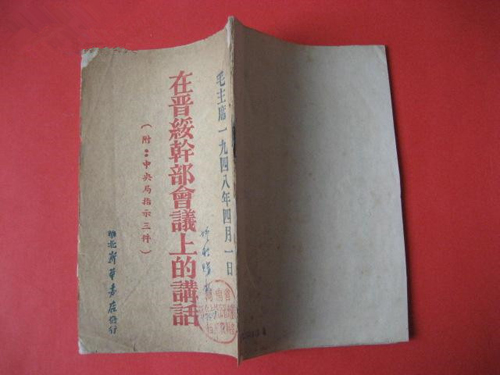 毛主席一九四八年四月一日
在晋綏幹部會議上的講話
（附：中央局指示三件）
華北新華書店發行